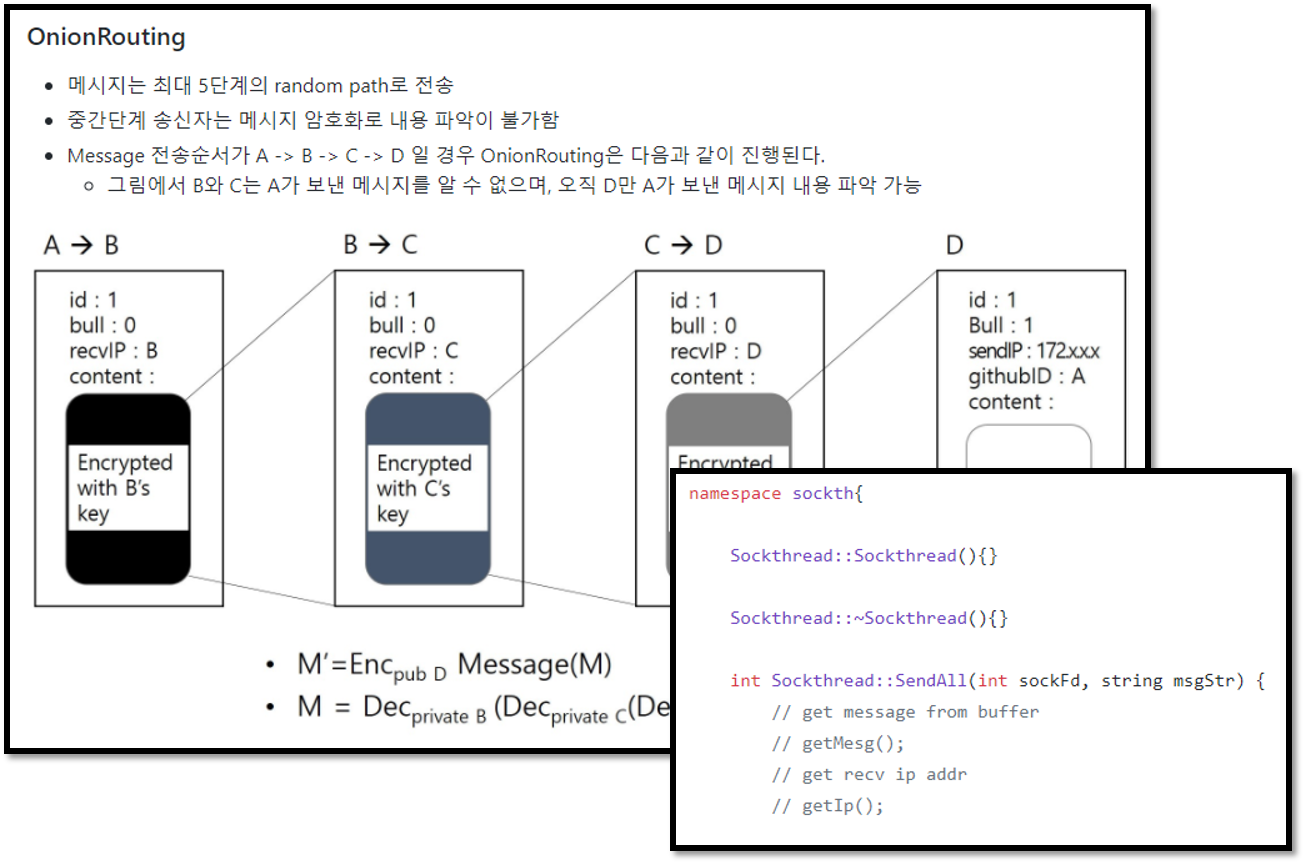 OnionRouting
메시지는 최대 5단계의 random path로 전송
중간단계 송신자는 메시지 암호화로 내용 파악이 불가함
Message 전송순서가 A -> B -> C -> D 일 경우 OnionRouting은 다음과 같이 진행된다.
그림에서 B와 C는 A가 보낸 메시지를 알 수 없으며, 오직 D만 A가 보낸 메시지 내용 파악 가능
A → B
id : 1
bull : 0
recvIP : B
content :
Encrypted
with B's
key
B → C
id : 1
bull : 0
recvIP : C
content :
Encrypted
with C's
key
C → D
id : 1
bull : 0
recvIP : D
content :
Encrypted
D
id : 1
Bull : 1
sendIP : 172.xxx
githubID : A
content :
• M'=Enc pub D Message(M)
• M = Dec private B (Dec private C(De
namespace sockth{
Sockthread::Sockthread(){}
Sockthread::~Sockthread(){}
int Sockthread::SendAll(int sockFd, string msgStr) {
// get message from buffer
// getMesg();
// get recv ip addr
// getIp();